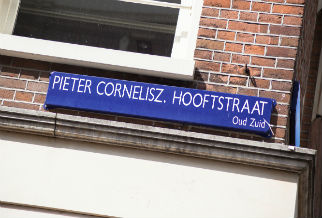 PIETER CORNELISZ. HOOFTSTRAAT
Oud Zuid